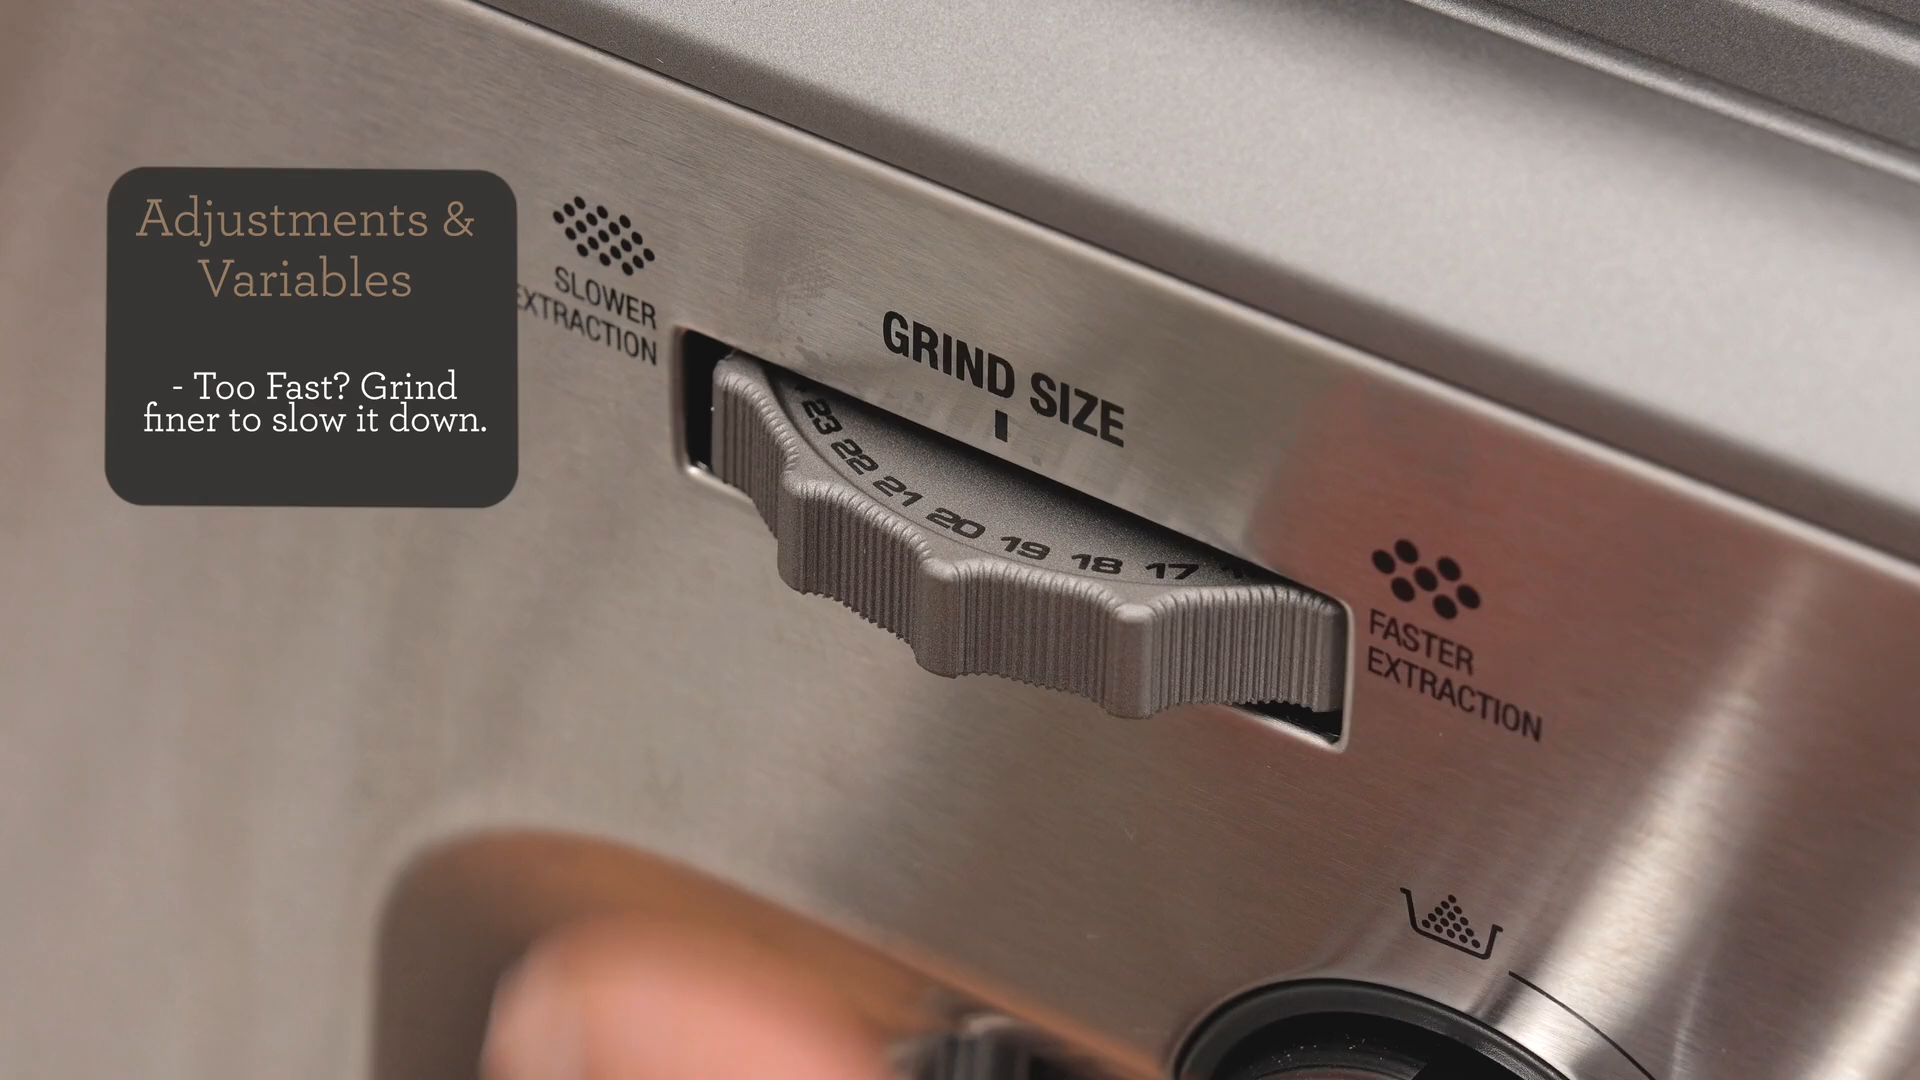 Adjustments &
Variables
- Too Fast? Grind
finer to slow it down.
SLOWER
EXTRACTION
GRIND SIZE
23 22 21 20 19 18 17
FASTER
EXTRACTION